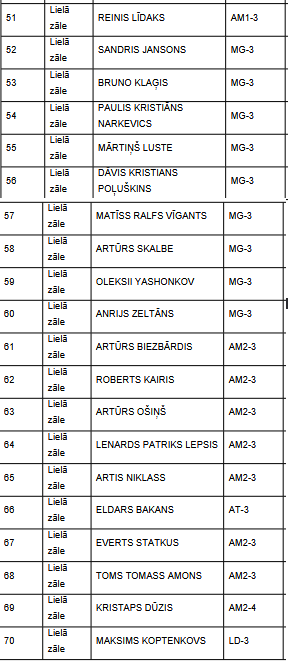 51 Lielā zāle REINIS LĪDAKS AM1-3
52 Lielā zāle SANDRIS JANSONS MG-3
53 Lielā zāle BRUNO KLAĢIS MG-3
54 Lielā zāle PAULIS KRISTIĀNS NARKEVICS MG-3
55 Lielā zāle MĀRTIŅŠ LUSTE MG-3
56 Lielā zāle DĀVIS KRISTIANS POĻUŠKINS MG-3
57 Lielā zāle MATĪSS RALFS VĪGANTS MG-3
58 Lielā zāle ARTŪRS SKALBE MG-3
59 Lielā zāle OLEKSII YASHONKOV MG-3
60 Lielā zāle ANRIJS ZELTĀNS MG-3
61 Lielā zāle ARTŪRS BIEZBĀRDIS AM2-3
62 Lielā zāle ROBERTS KAIRIS AM2-3
63 Lielā zāle ARTŪRS OŠIŅŠ AM2-3
64 Lielā zāle LENARDS PATRIKS LEPSIS AM2-3
65 Lielā zāle ARTIS NIKLASS AM2-3
66 Lielā zāle ELDARS BAKANS AT-3
67 Lielā zāle EVERTS STATKUS AM2-3
68 Lielā zāle TOMS TOMASS AMONS AM2-3
69 Lielā zāle KRISTAPS DŪZIS AM2-4
70 Lielā zāle MAKSIMS KOPTENKOVS LD-3